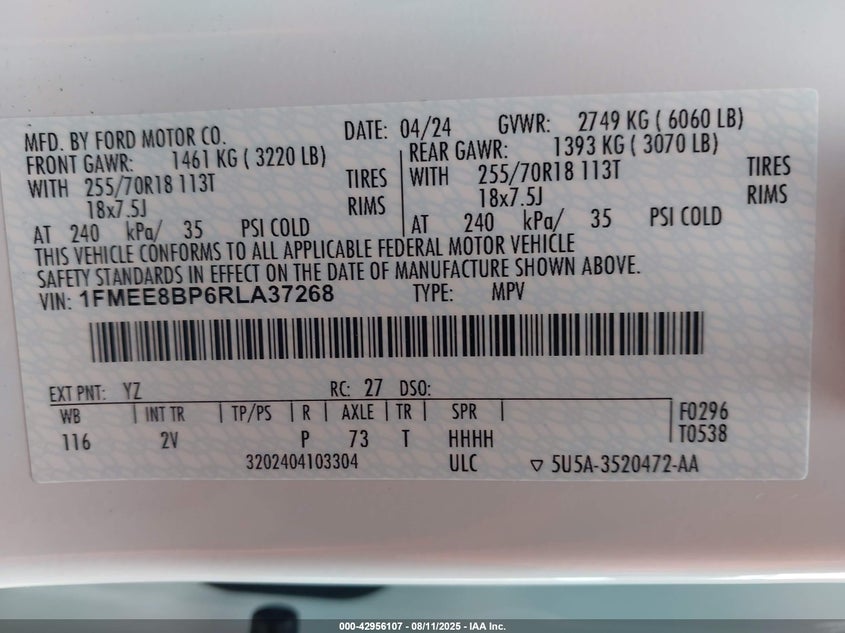 MFD. BY FORD MOTOR CO. DATE: 04/24 GVWR: 2749 KG ( 6060 LB)
FRONT GAWR: 1461 KG ( 3220 LB) REAR GAWR: 1393 KG ( 3070 LB)
WITH 255/70R18 113T TIRES WITH 255/70R18 113T TIRES
18x7.5J RIMS 18x7.5J RIMS
AT 240 kPa/ 35 PSI COLD AT 240 kPa/ 35 PSI COLD
THIS VEHICLE CONFORMS TO ALL APPLICABLE FEDERAL MOTOR VEHICLE
SAFETY STANDARDS IN EFFECT ON THE DATE OF MANUFACTURE SHOWN ABOVE.
VIN: 1FMEE8BP6RLA37268 TYPE: MPV
EXT PNT: YZ RC: 27 DSO:
WB INT TR TP/PS R AXLE TR SPR F0296
116 2V P 73 T HHHH T0538
3202404103304 ULC ▽ 5U5A-3520472-AA
000-42956107 - 08/11/2025 - IAA Inc.